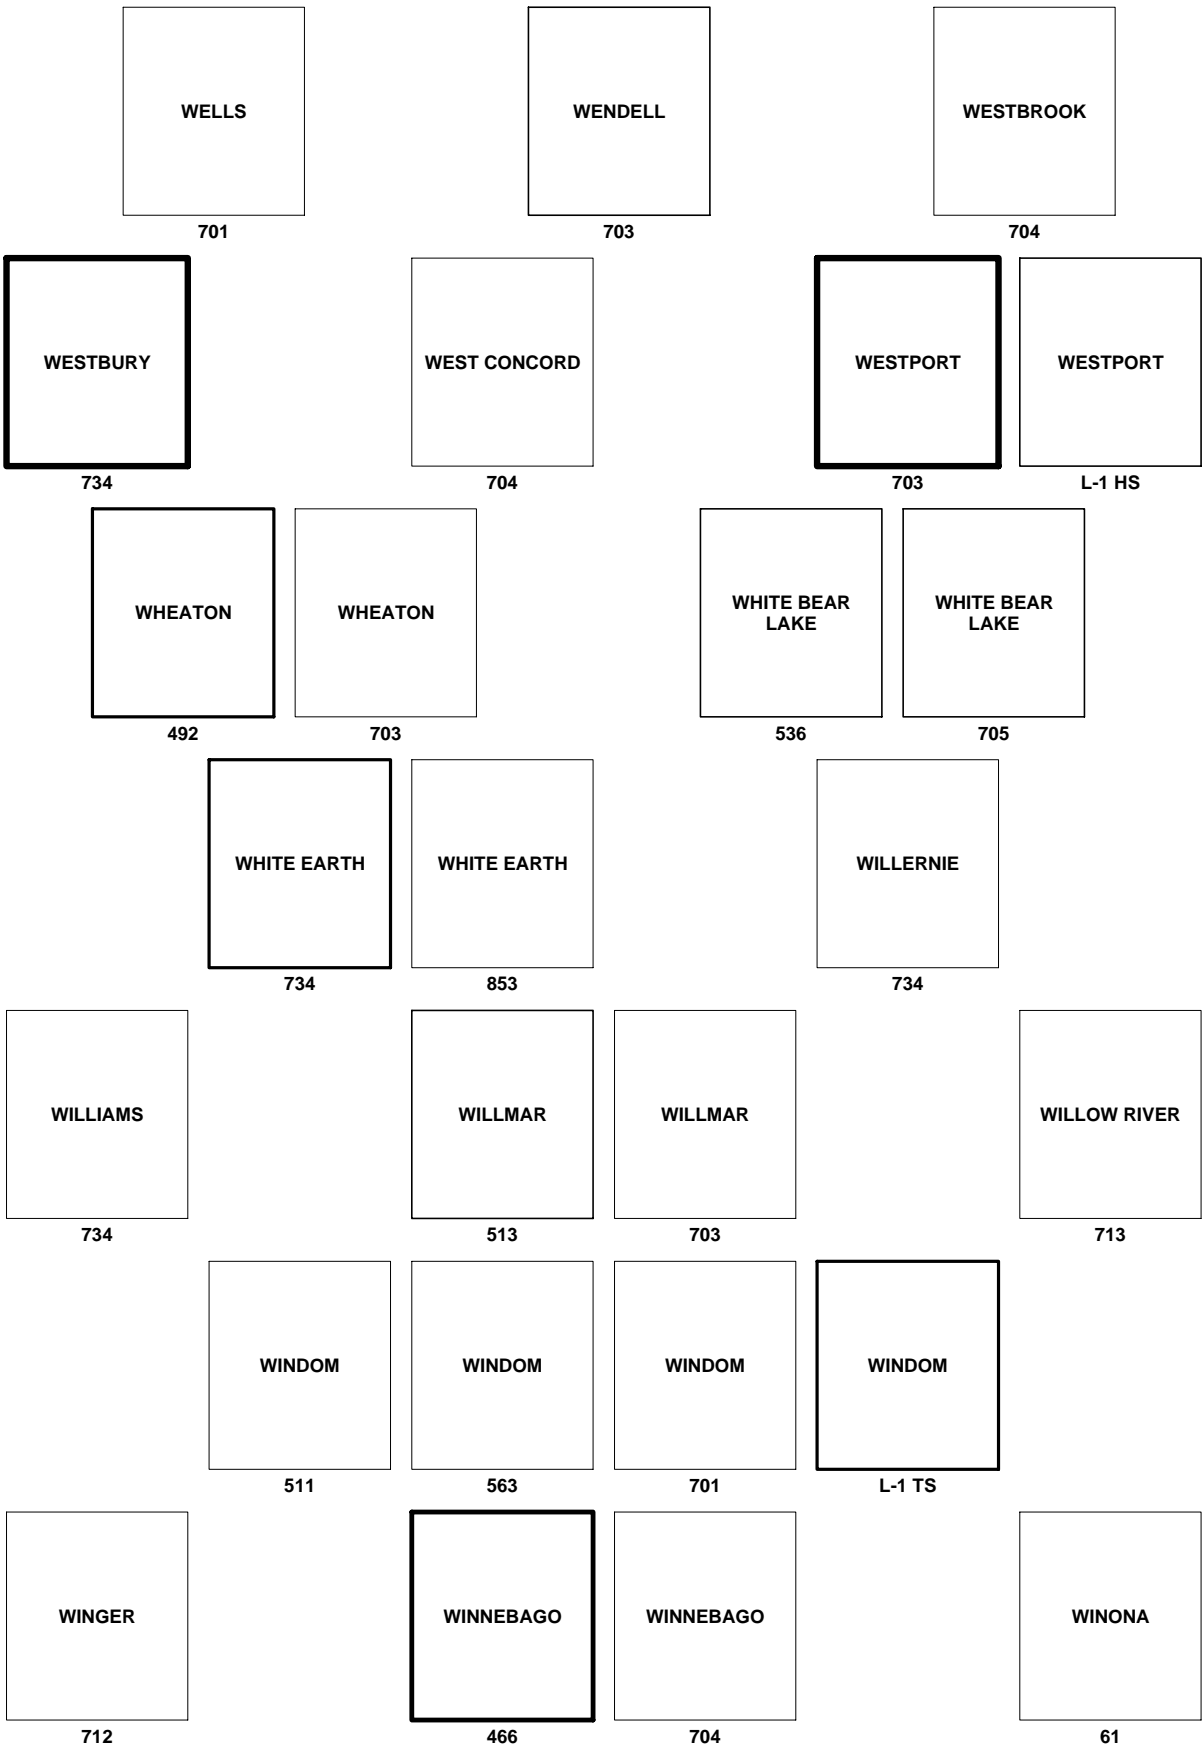 WELLS
WENDELL
WESTBROOK
701
703
704
WESTBURY
WEST CONCORD
WESTPORT
WESTPORT
734
704
703
L-1 HS
WHEATON
WHEATON
WHITE BEAR
LAKE
WHITE BEAR
LAKE
492
703
536
705
WHITE EARTH
WHITE EARTH
WILLERNIE
734
853
734
WILLIAMS
WILLMAR
WILLMAR
WILLOW RIVER
734
513
703
713
WINDOM
WINDOM
WINDOM
WINDOM
511
563
701
L-1 TS
WINGER
WINNEBAGO
WINNEBAGO
WINONA
712
466
704
61